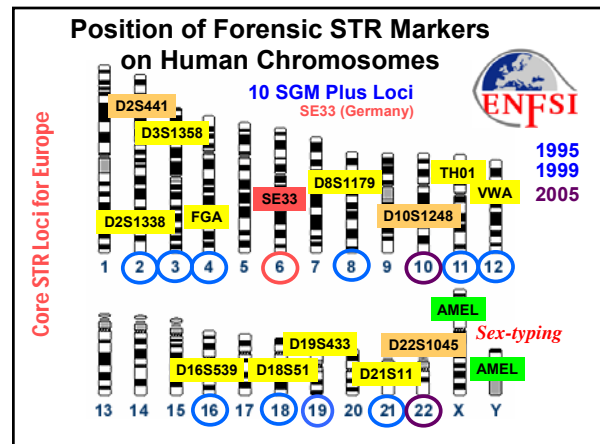 Position of Forensic STR Markers
on Human Chromosomes
10 SGM Plus Loci
SE33 (Germany)
ENFSI
1995
1999
2005
Core STR Loci for Europe
D2S441
D3S1358
TH01
D8S1179
VWA
SE33
D2S1338
FGA
D10S1248
1 2 3 4 5 6 7 8 9 10 11 12
AMEL
Sex-typing
D19S433
D22S1045
D16S539
D18S51
D21S11
AMEL
13 14 15 16 17 18 19 20 21 22 X Y